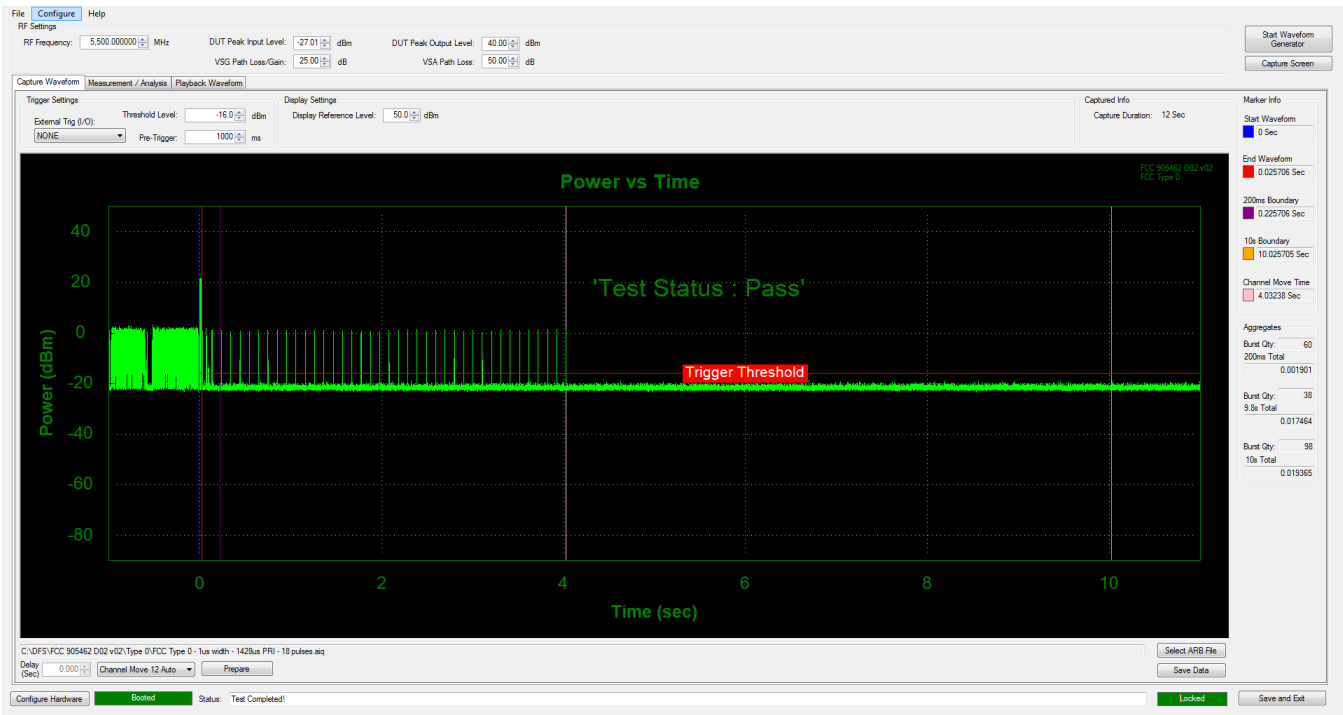 File Configure Help
RF Settings
RF Frequency: 5,500.000000 MHz DUT Peak Input Level: -27.01 dBm DUT Peak Output Level: 40.00 dBm
VSG Path Loss/Gain: 25.00 dB VSA Path Loss: 50.00 dB
Start Waveform Generator
Capture Screen
Capture Waveform Measurement / Analysis Playback Waveform
Trigger Settings
External Trig (I/O):
NONE
Threshold Level: -16.0 dBm
Pre-Trigger: 1000 ms
Display Settings
Display Reference Level: 50.0 dBm
Captured Info
Capture Duration: 12 Sec
Marker Info
Start Waveform
0 Sec
End Waveform
0.025706 Sec
200ms Boundary
0.225706 Sec
10s Boundary
10.025705 Sec
Channel Move Time
4.03238 Sec
Aggregates
Burst Qty: 60
200ms Total
0.001901
Burst Qty: 38
9.8s Total
0.017464
Burst Qty: 98
10s Total
0.019365
Power vs Time
FCC 905462 D02 v02
FCC Type 0
'Test Status : Pass'
Trigger Threshold
Power (dBm)
40
20
0
-20
-40
-60
-80
0 2 4 6 8 10
Time (sec)
C:\DFS\FCC 905462 D02 v02\Type 0\FCC Type 0 - 1us width - 1428us PRI - 18 pulses.aiq
Select ARB File
Delay (Sec) 0.000 Channel Move 12 Auto Prepare
Save Data
Configure Hardware Booted Status: Test Completed! Locked Save and Exit